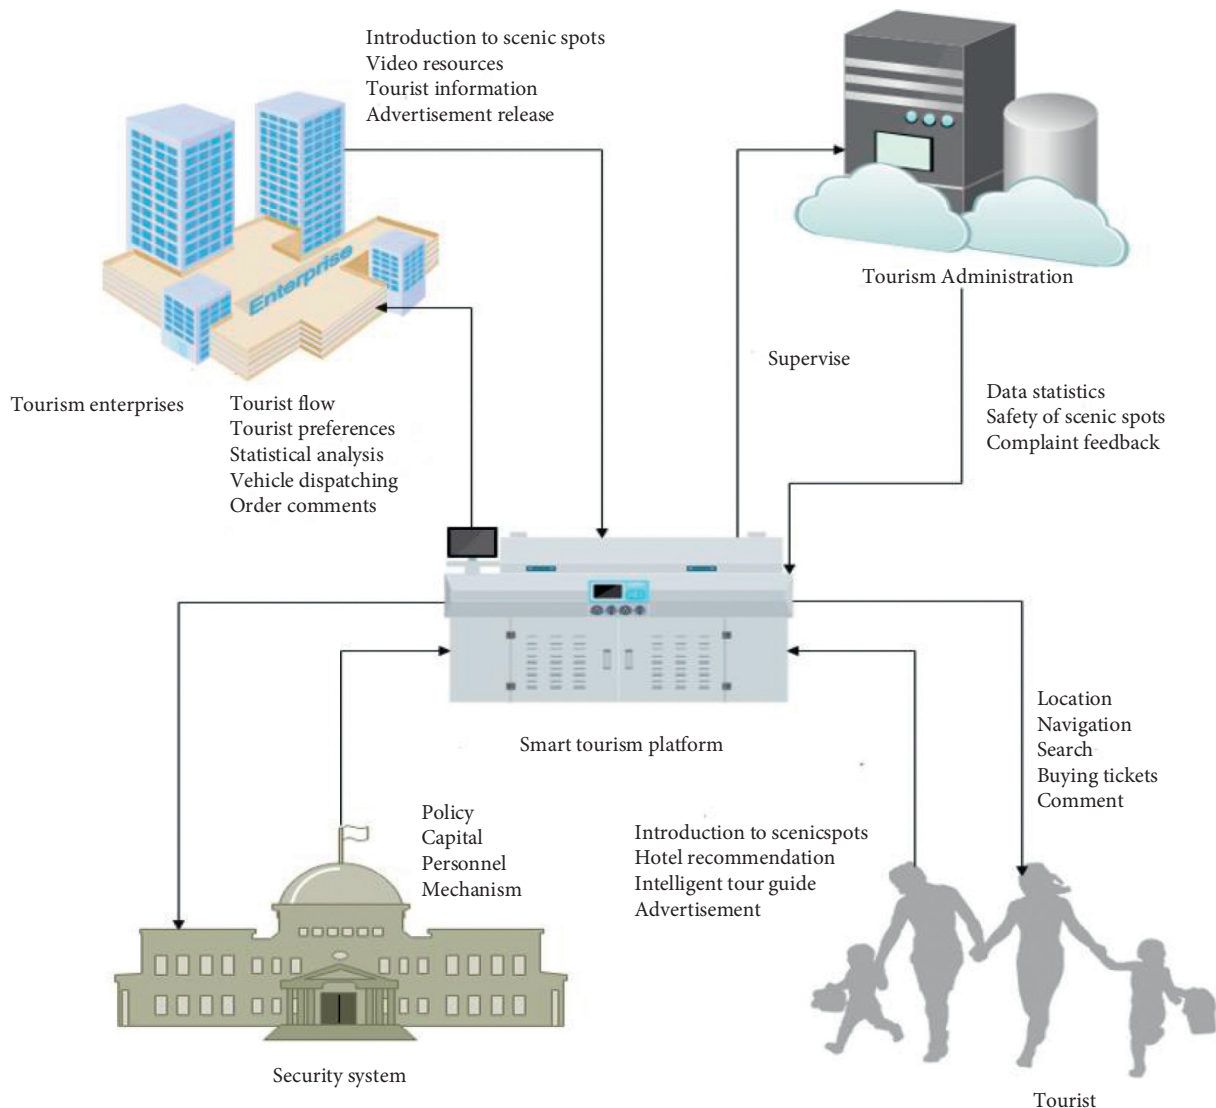 Introduction to scenic spots
Video resources
Tourist information
Advertisement release
Enterprise
Tourism Administration
Supervise
Tourism enterprises
Tourist flow
Tourist preferences
Statistical analysis
Vehicle dispatching
Order comments
Data statistics
Safety of scenic spots
Complaint feedback
Smart tourism platform
Location
Navigation
Search
Buying tickets
Comment
Policy
Capital
Personnel
Mechanism
Introduction to scenicspots
Hotel recommendation
Intelligent tour guide
Advertisement
Security system
Tourist